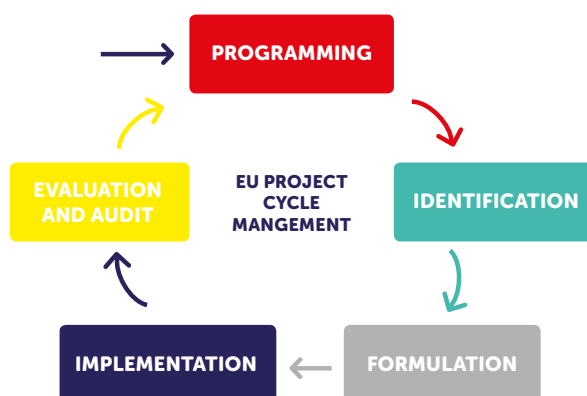 PROGRAMMING
EVALUATION
AND AUDIT
EU PROJECT
CYCLE
MANGEMENT
IDENTIFICATION
IMPLEMENTATION
FORMULATION